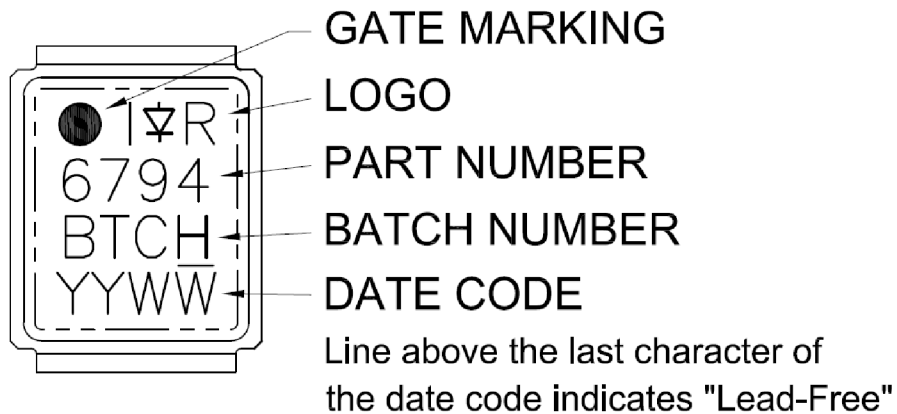 GATE MARKING
I R
LOGO
6794
PART NUMBER
BTCH
BATCH NUMBER
YYWW
DATE CODE
Line above the last character of
the date code indicates "Lead-Free"